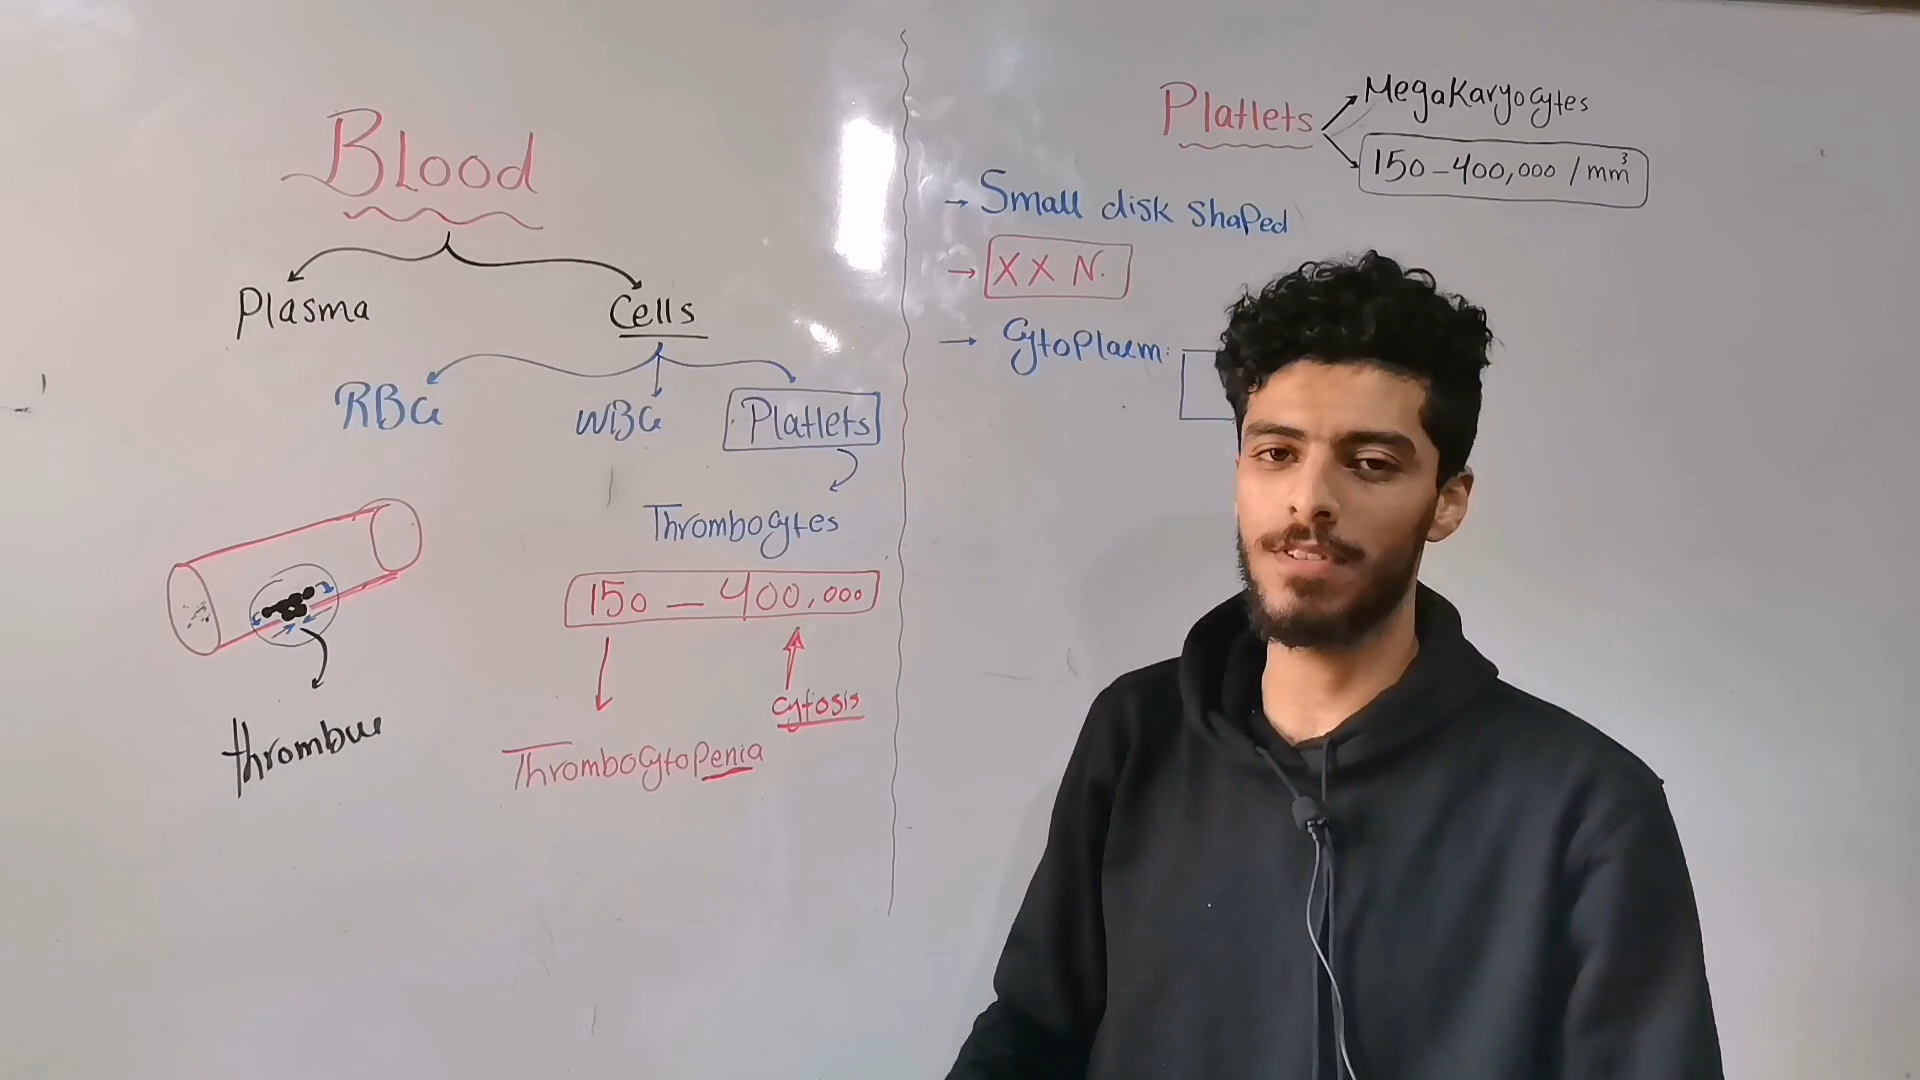 Blood
Plasma
Cells
RBCs
WBCs
Platlets
Thrombocytes
150 – 400,000
cytosis
Thrombocytopenia
thrombus
Platlets
Megakaryocytes
150 – 400,000 / mm³
→ Small disk shaped
→ X X N.
→ Cytoplasm: